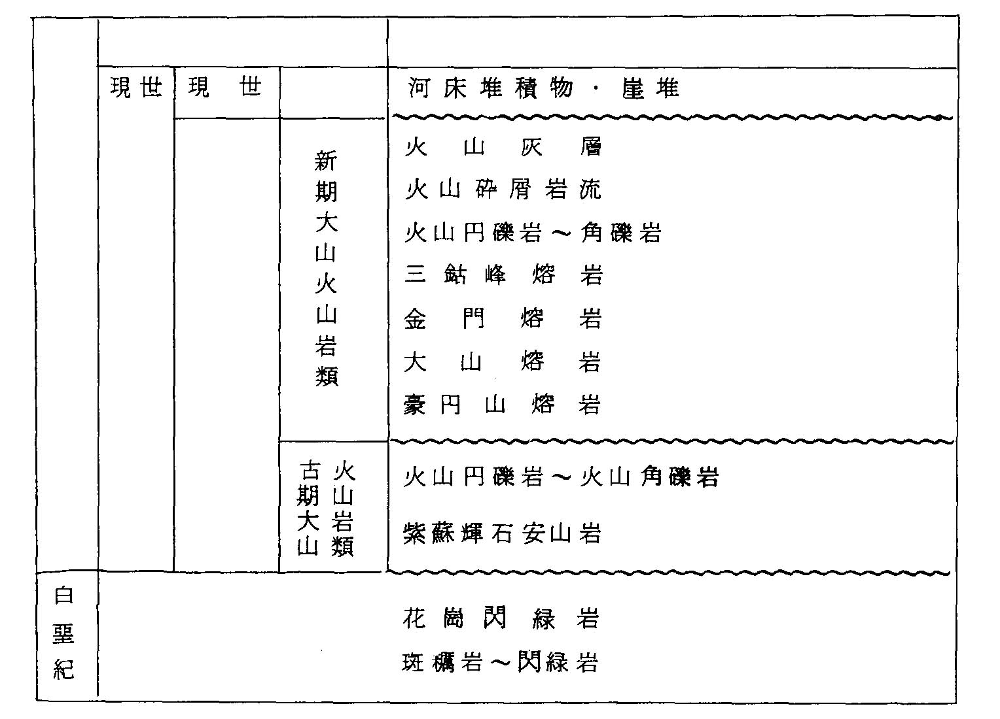 現世
現世
河床堆積物・崖堆
新期大山火山岩類
火山灰層
火山砕屑岩流
火山円礫岩～角礫岩
三鈷峰熔岩
金門熔岩
大山熔岩
豪円山熔岩
古期大山
火山岩類
火山円礫岩～火山角礫岩
紫蘇輝石安山岩
白堊紀
花崗閃緑岩
斑糲岩～閃緑岩